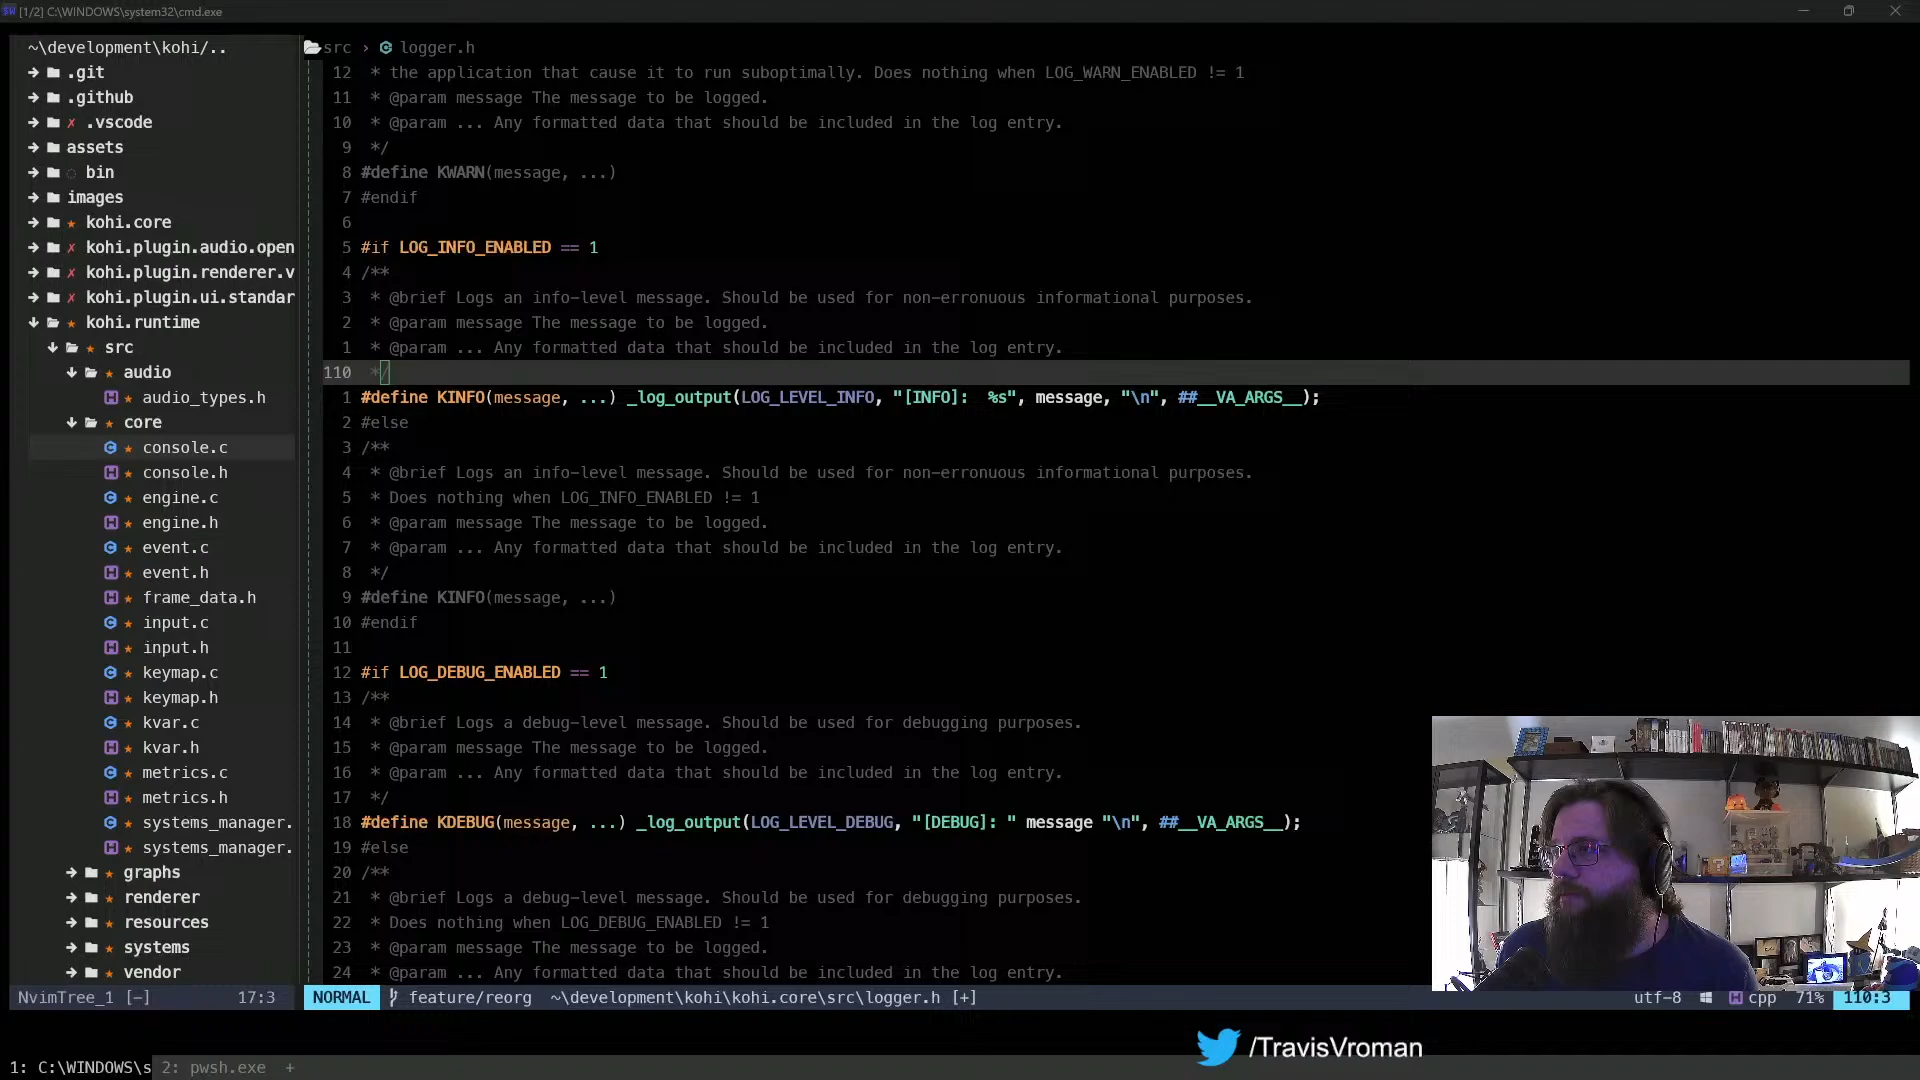 [1/2] C:\WINDOWS\system32\cmd.exe
~\development\kohi/..
.git
.github
✗ .vscode
assets
bin
images
★ kohi.core
✗ kohi.plugin.audio.open
✗ kohi.plugin.renderer.v
✗ kohi.plugin.ui.standar
★ kohi.runtime
★ src
★ audio
★ audio_types.h
★ core
★ console.c
★ console.h
★ engine.c
★ engine.h
★ event.c
★ event.h
★ frame_data.h
★ input.c
★ input.h
★ keymap.c
★ keymap.h
★ kvar.c
★ kvar.h
★ metrics.c
★ metrics.h
★ systems_manager.
★ systems_manager.
★ graphs
★ renderer
★ resources
★ systems
★ vendor
NvimTree_1 [-] 17:3
src › logger.h
12 * the application that cause it to run suboptimally. Does nothing when LOG_WARN_ENABLED != 1
11 * @param message The message to be logged.
10 * @param ... Any formatted data that should be included in the log entry.
9 */
8 #define KWARN(message, ...)
7 #endif
6
5 #if LOG_INFO_ENABLED == 1
4 /**
3 * @brief Logs an info-level message. Should be used for non-erronuous informational purposes.
2 * @param message The message to be logged.
1 * @param ... Any formatted data that should be included in the log entry.
110 */
1 #define KINFO(message, ...) _log_output(LOG_LEVEL_INFO, "[INFO]:  %s", message, "\n", ##__VA_ARGS__);
2 #else
3 /**
4 * @brief Logs an info-level message. Should be used for non-erronuous informational purposes.
5 * Does nothing when LOG_INFO_ENABLED != 1
6 * @param message The message to be logged.
7 * @param ... Any formatted data that should be included in the log entry.
8 */
9 #define KINFO(message, ...)
10 #endif
11
12 #if LOG_DEBUG_ENABLED == 1
13 /**
14 * @brief Logs a debug-level message. Should be used for debugging purposes.
15 * @param message The message to be logged.
16 * @param ... Any formatted data that should be included in the log entry.
17 */
18 #define KDEBUG(message, ...) _log_output(LOG_LEVEL_DEBUG, "[DEBUG]: " message "\n", ##__VA_ARGS__);
19 #else
20 /**
21 * @brief Logs a debug-level message. Should be used for debugging purposes.
22 * Does nothing when LOG_DEBUG_ENABLED != 1
23 * @param message The message to be logged.
24 * @param ... Any formatted data that should be included in the log entry.
NORMAL feature/reorg ~\development\kohi\kohi.core\src\logger.h [+] utf-8 cpp 71% 110:3
/TravisVroman
1: C:\WINDOWS\s 2: pwsh.exe +